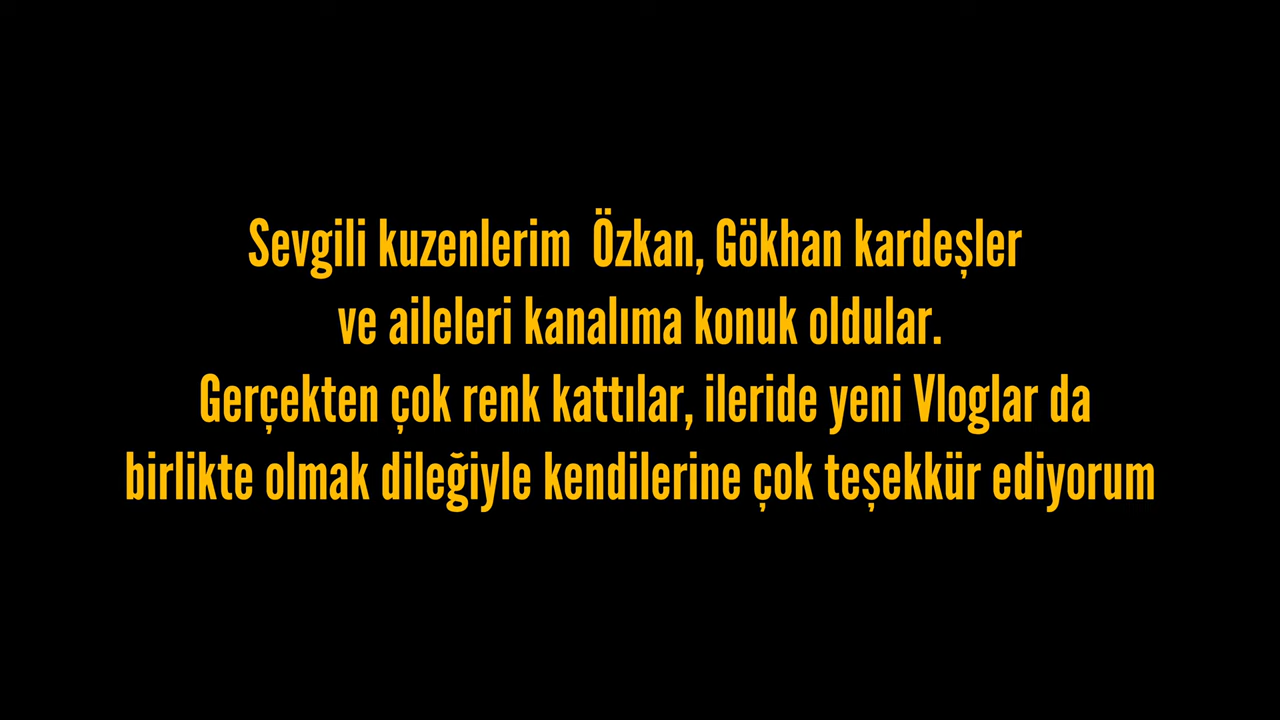 Sevgili kuzenlerim  Özkan, Gökhan kardeşler
ve aileleri kanalıma konuk oldular.
Gerçekten çok renk kattılar, ileride yeni Vloglar da
birlikte olmak dileğiyle kendilerine çok teşekkür ediyorum